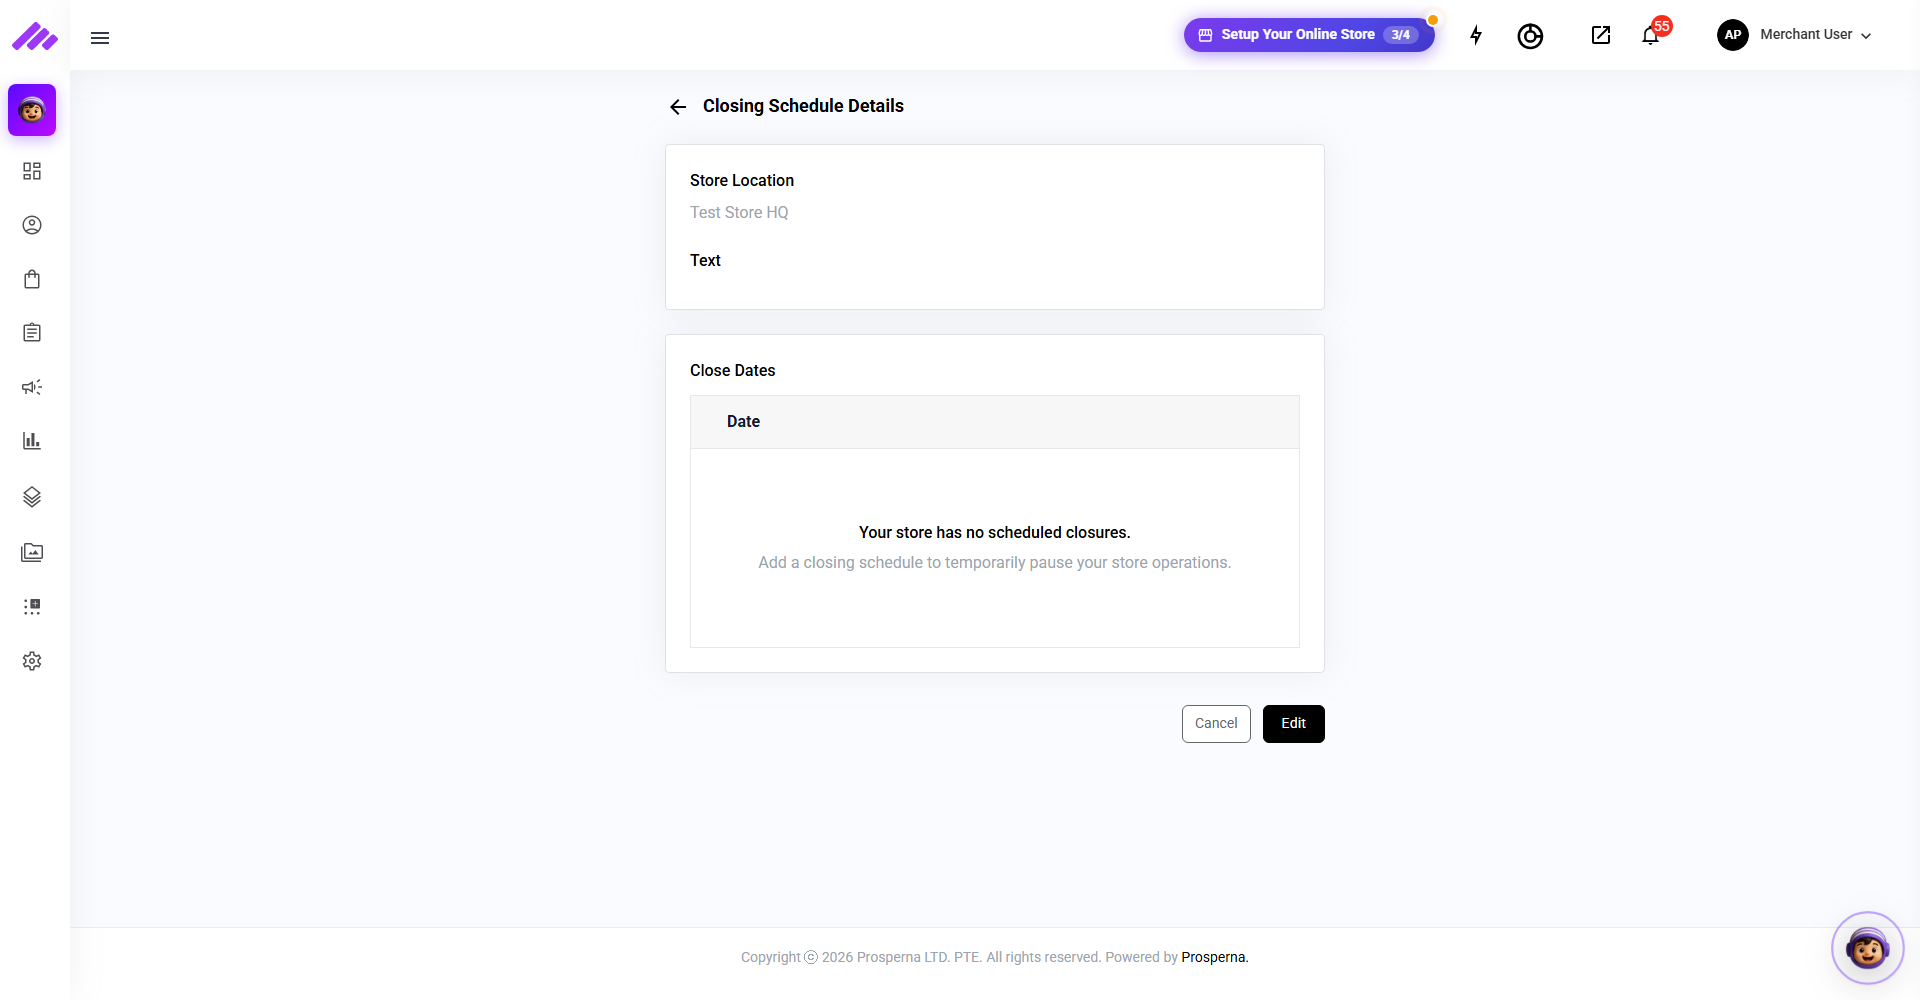 Setup Your Online Store 3/4
55
AP Merchant User
Closing Schedule Details
Store Location
Test Store HQ
Text
Close Dates
Date
Your store has no scheduled closures.
Add a closing schedule to temporarily pause your store operations.
Cancel Edit
Copyright © 2026 Prosperna LTD. PTE. All rights reserved. Powered by Prosperna.